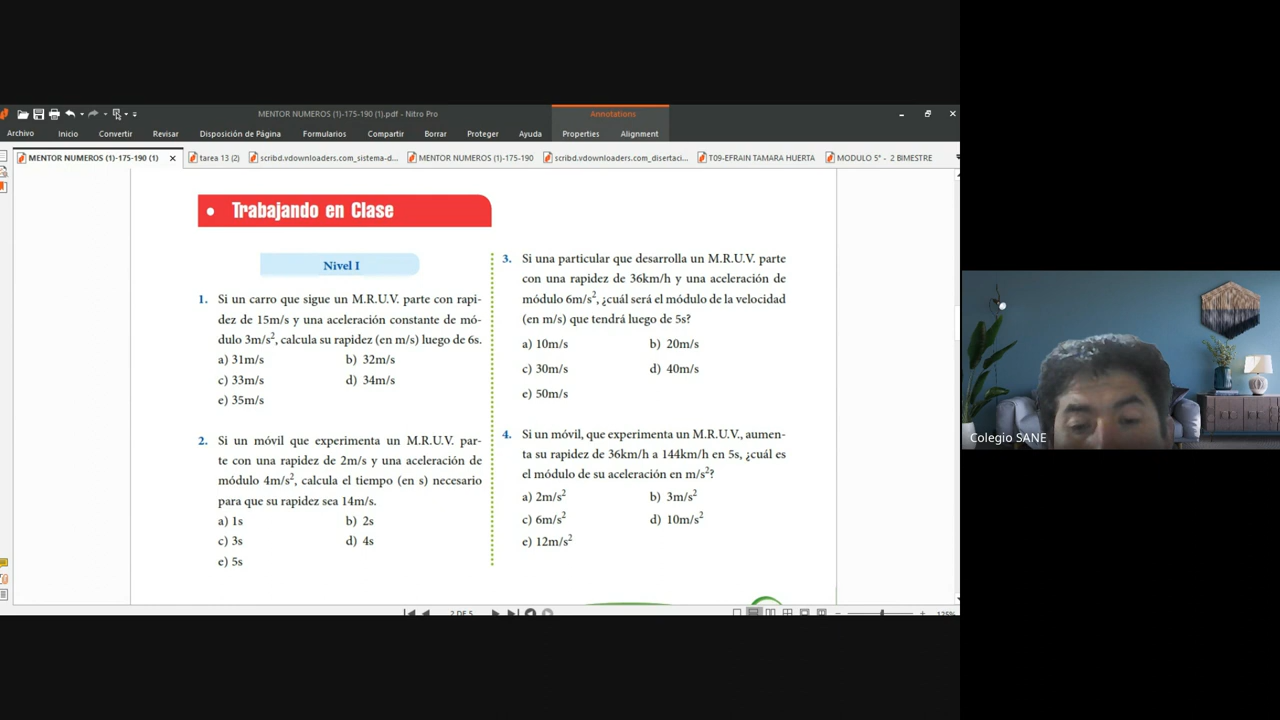 MENTOR NUMEROS (1)-175-190 (1).pdf - Nitro Pro
Annotations
Archivo Inicio Convertir Revisar Disposición de Página Formularios Compartir Borrar Proteger Ayuda Properties Alignment
MENTOR NUMEROS (1)-175-190 (1) tarea 13 (2) scribd.vdownloaders.com_sistema-d... MENTOR NUMEROS (1)-175-190 scribd.vdownloaders.com_disertaci... T09-EFRAIN TAMARA HUERTA MODULO 5° - 2 BIMESTRE
• Trabajando en Clase
Nivel I
1. Si un carro que sigue un M.R.U.V. parte con rapi-
dez de 15m/s y una aceleración constante de mó-
dulo 3m/s², calcula su rapidez (en m/s) luego de 6s.
a) 31m/s b) 32m/s
c) 33m/s d) 34m/s
e) 35m/s
2. Si un móvil que experimenta un M.R.U.V. par-
te con una rapidez de 2m/s y una aceleración de
módulo 4m/s², calcula el tiempo (en s) necesario
para que su rapidez sea 14m/s.
a) 1s b) 2s
c) 3s d) 4s
e) 5s
3. Si una particular que desarrolla un M.R.U.V. parte
con una rapidez de 36km/h y una aceleración de
módulo 6m/s², ¿cuál será el módulo de la velocidad
(en m/s) que tendrá luego de 5s?
a) 10m/s b) 20m/s
c) 30m/s d) 40m/s
e) 50m/s
4. Si un móvil, que experimenta un M.R.U.V., aumen-
ta su rapidez de 36km/h a 144km/h en 5s, ¿cuál es
el módulo de su aceleración en m/s²?
a) 2m/s² b) 3m/s²
c) 6m/s² d) 10m/s²
e) 12m/s²
2 DE 5
125%
Colegio SANE